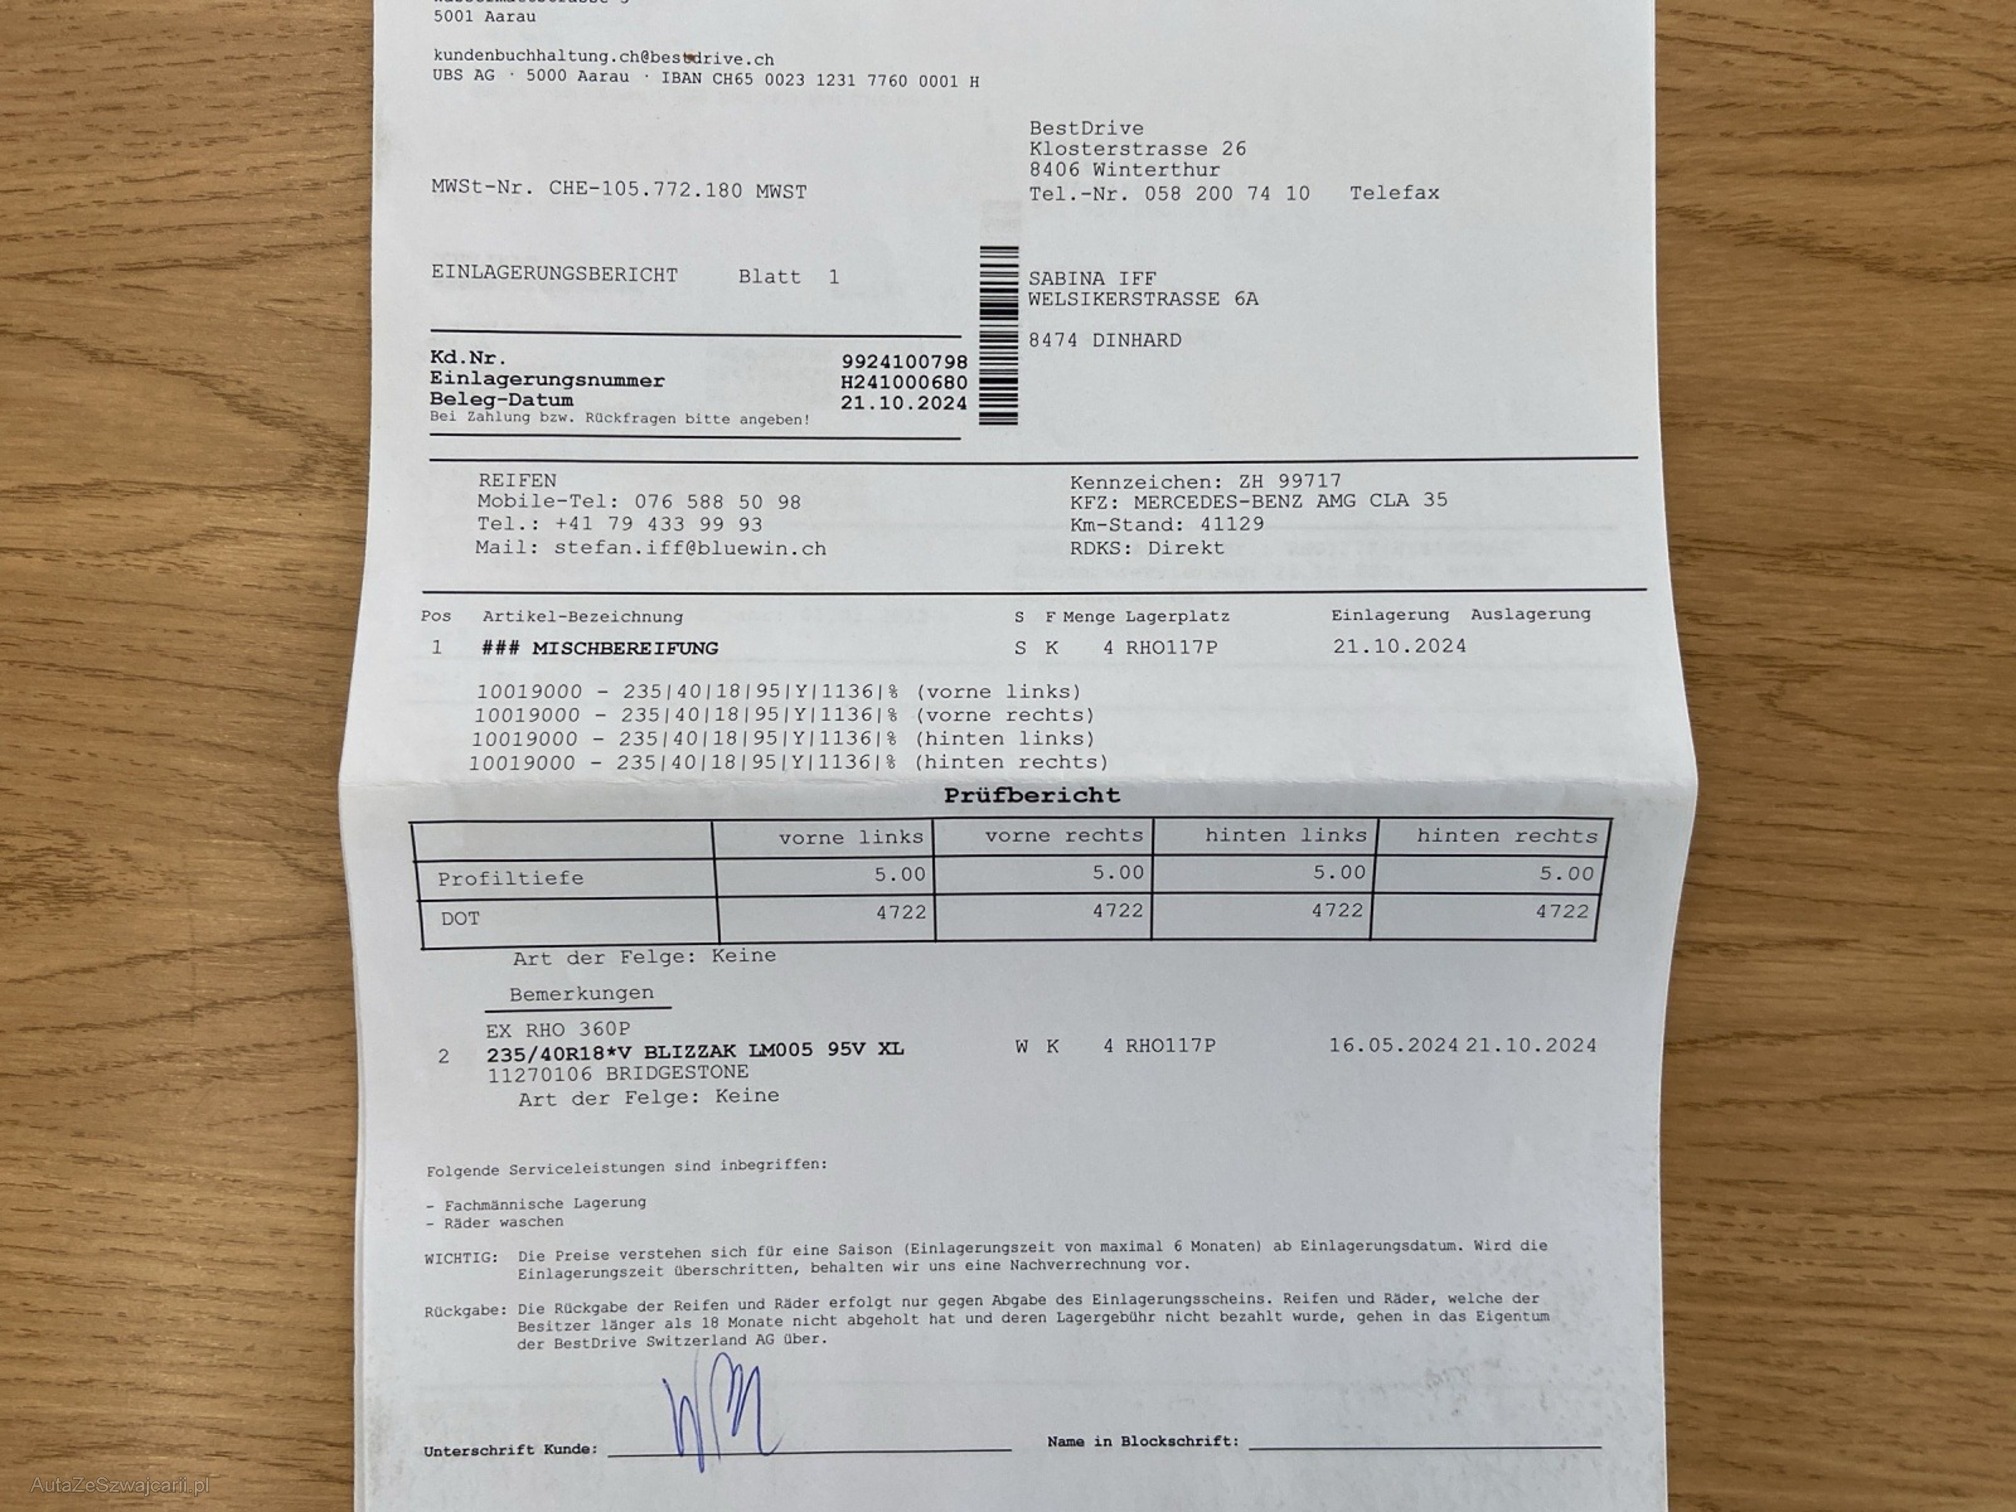 5001 Aarau
kundenbuchhaltung.ch@bestdrive.ch
UBS AG · 5000 Aarau · IBAN CH65 0023 1231 7760 0001 H
BestDrive
Klosterstrasse 26
8406 Winterthur
MWSt-Nr. CHE-105.772.180 MWST
Tel.-Nr. 058 200 74 10 Telefax
EINLAGERUNGSBERICHT Blatt 1
SABINA IFF
WELSIKERSTRASSE 6A
8474 DINHARD
Kd.Nr. 9924100798
Einlagerungsnummer H241000680
Beleg-Datum 21.10.2024
Bei Zahlung bzw. Rückfragen bitte angeben!
REIFEN
Mobile-Tel: 076 588 50 98
Tel.: +41 79 433 99 93
Mail: stefan.iff@bluewin.ch
Kennzeichen: ZH 99717
KFZ: MERCEDES-BENZ AMG CLA 35
Km-Stand: 41129
RDKS: Direkt
Pos Artikel-Bezeichnung S F Menge Lagerplatz Einlagerung Auslagerung
1 ### MISCHBEREIFUNG S K 4 RHO117P 21.10.2024
10019000 - 235|40|18|95|Y|1136|% (vorne links)
10019000 - 235|40|18|95|Y|1136|% (vorne rechts)
10019000 - 235|40|18|95|Y|1136|% (hinten links)
10019000 - 235|40|18|95|Y|1136|% (hinten rechts)
Prüfbericht
vorne links vorne rechts hinten links hinten rechts
Profiltiefe 5.00 5.00 5.00 5.00
DOT 4722 4722 4722 4722
Art der Felge: Keine
Bemerkungen
EX RHO 360P
2 235/40R18*V BLIZZAK LM005 95V XL W K 4 RHO117P 16.05.2024 21.10.2024
11270106 BRIDGESTONE
Art der Felge: Keine
Folgende Serviceleistungen sind inbegriffen:
- Fachmännische Lagerung
- Räder waschen
WICHTIG: Die Preise verstehen sich für eine Saison (Einlagerungszeit von maximal 6 Monaten) ab Einlagerungsdatum. Wird die
Einlagerungszeit überschritten, behalten wir uns eine Nachverrechnung vor.
Rückgabe: Die Rückgabe der Reifen und Räder erfolgt nur gegen Abgabe des Einlagerungsscheins. Reifen und Räder, welche der
Besitzer länger als 18 Monate nicht abgeholt hat und deren Lagergebühr nicht bezahlt wurde, gehen in das Eigentum
der BestDrive Switzerland AG über.
Unterschrift Kunde: Name in Blockschrift:
AutaZeSzwajcarii.pl